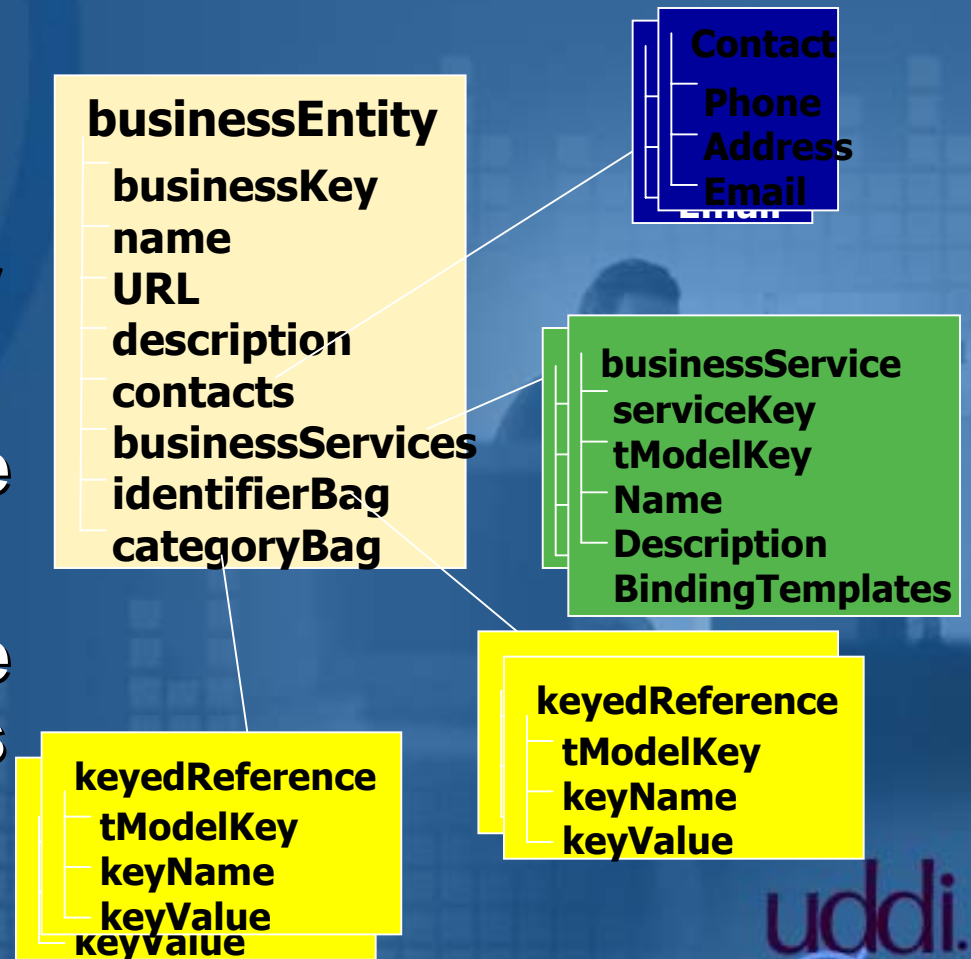 businessEntity
businessKey
name
URL
description
contacts
businessServices
identifierBag
categoryBag
Contact
Phone
Address
Email
Email
businessService
serviceKey
tModelKey
Name
Description
BindingTemplates
keyedReference
tModelKey
keyName
keyValue
keyedReference
tModelKey
keyName
keyValue
keyValue
e
e
s
uddi.